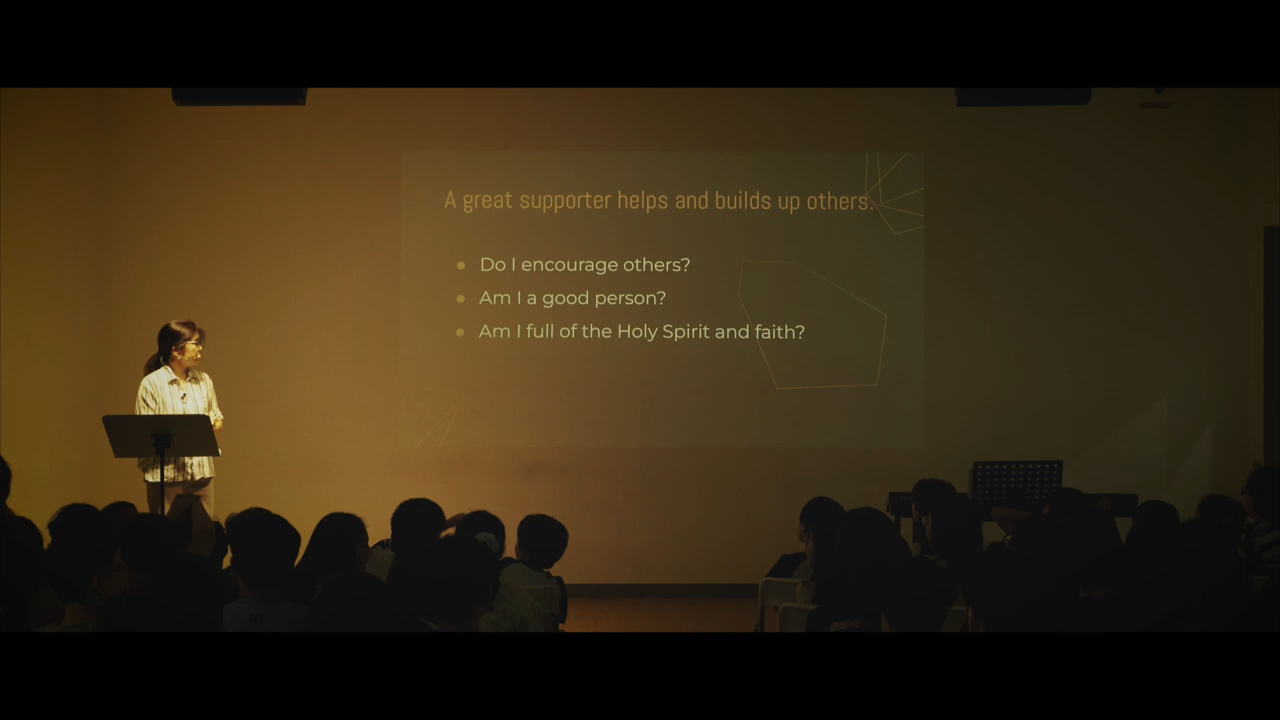 A great supporter helps and builds up others.
● Do I encourage others?
● Am I a good person?
● Am I full of the Holy Spirit and faith?